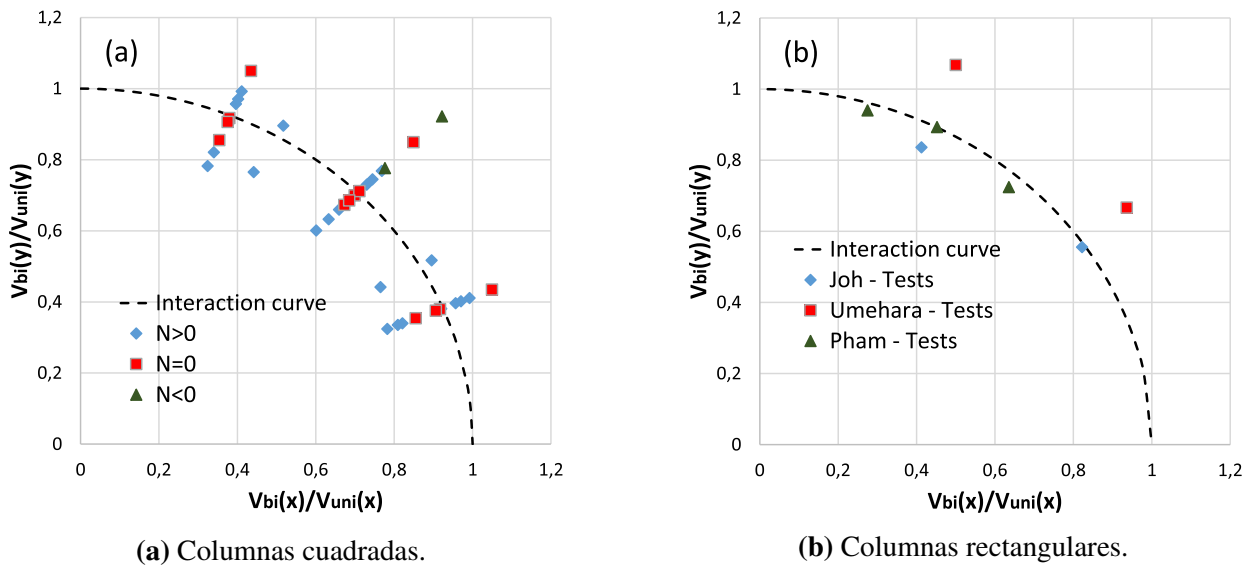 (a)
1,2
1
0,8
0,6
0,4
0,2
0
Vbi(y)/Vuni(y)
Interaction curve
N>0
N=0
N<0
0 0,2 0,4 0,6 0,8 1 1,2
Vbi(x)/Vuni(x)
(a) Columnas cuadradas.
(b)
1,2
1
0,8
0,6
0,4
0,2
0
Vbi(y)/Vuni(y)
Interaction curve
Joh - Tests
Umehara - Tests
Pham - Tests
0 0,2 0,4 0,6 0,8 1 1,2
Vbi(x)/Vuni(x)
(b) Columnas rectangulares.